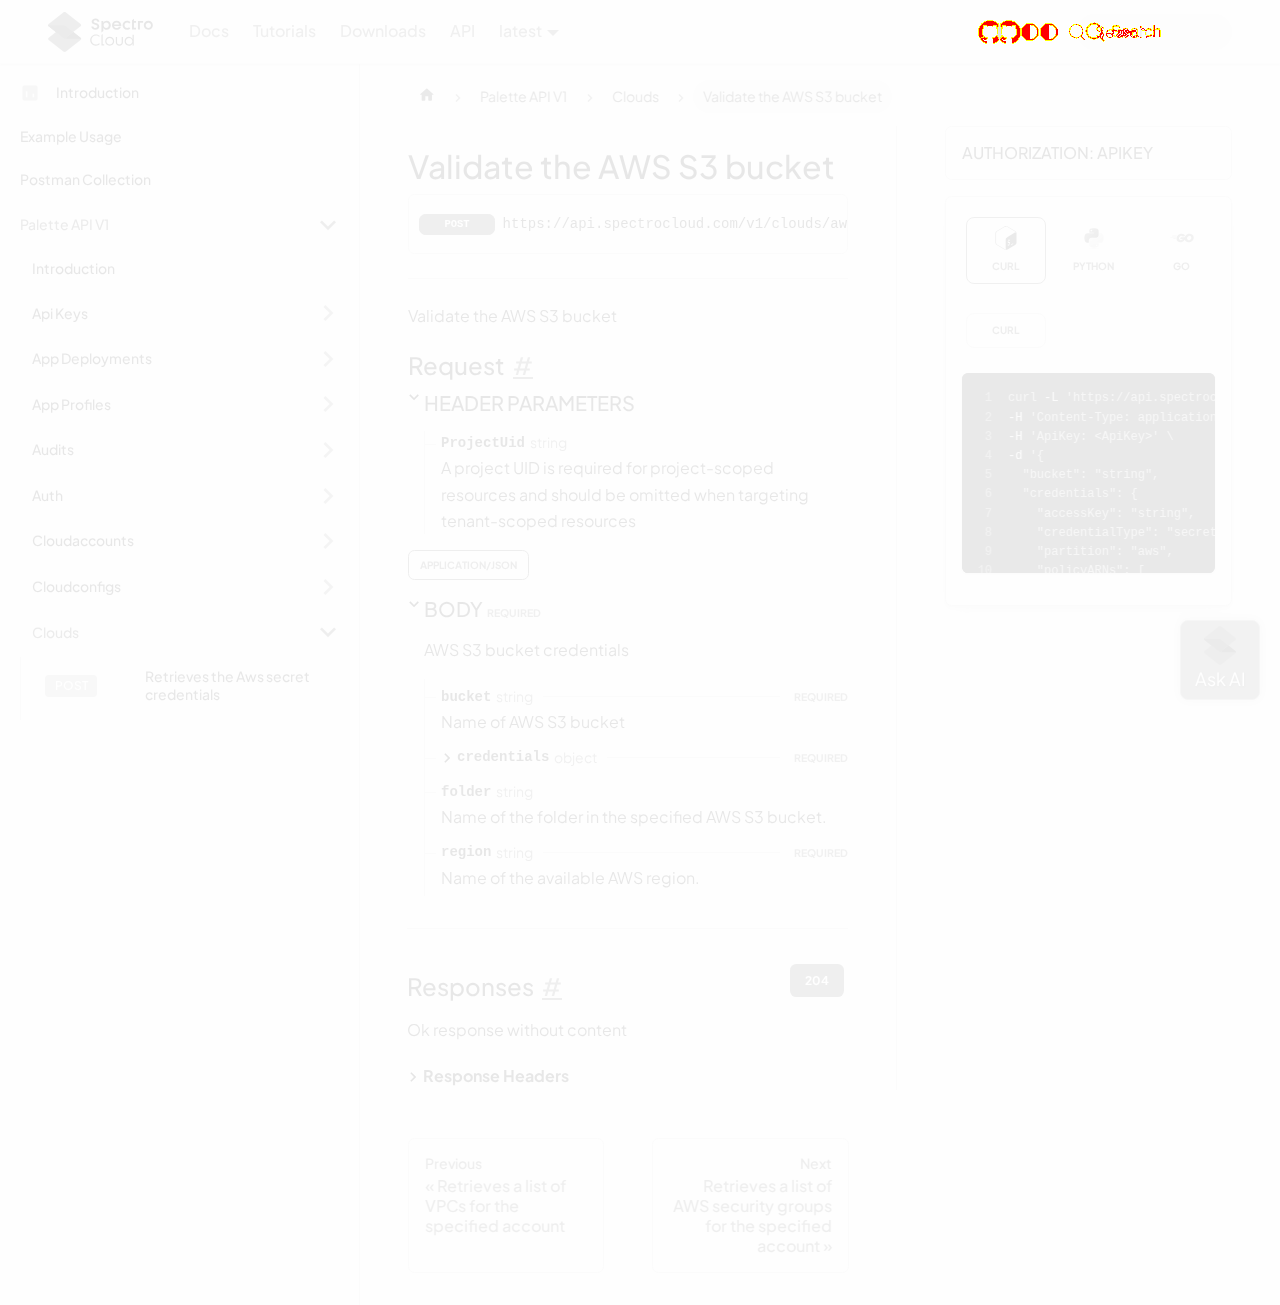 Spectro Cloud
Docs Tutorials Downloads API latest
Introduction
Example Usage
Postman Collection
Palette API V1
Introduction
Api Keys
App Deployments
App Profiles
Audits
Auth
Cloudaccounts
Cloudconfigs
Clouds
POST Retrieves the Aws secret
credentials
Palette API V1 Clouds Validate the AWS S3 bucket
Validate the AWS S3 bucket
POST https://api.spectrocloud.com/v1/clouds/aw
Validate the AWS S3 bucket
Request #
HEADER PARAMETERS
ProjectUid string
A project UID is required for project-scoped
resources and should be omitted when targeting
tenant-scoped resources
APPLICATION/JSON
BODY REQUIRED
AWS S3 bucket credentials
bucket string REQUIRED
Name of AWS S3 bucket
credentials object REQUIRED
folder string
Name of the folder in the specified AWS S3 bucket.
region string REQUIRED
Name of the available AWS region.
Responses #
204
Ok response without content
Response Headers
Previous
« Retrieves a list of
VPCs for the
specified account
Next
Retrieves a list of
AWS security groups
for the specified
account »
AUTHORIZATION: APIKEY
CURL PYTHON GO
CURL
1 curl -L 'https://api.spectroc
2 -H 'Content-Type: application
3 -H 'ApiKey: <ApiKey>' \
4 -d '{
5 "bucket": "string",
6 "credentials": {
7 "accessKey": "string",
8 "credentialType": "secret
9 "partition": "aws",
10 "policyARNs": [
Ask AI